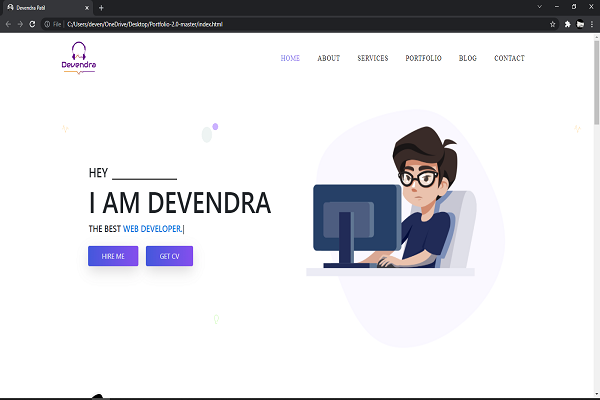 Devendra Patil
File | C:/Users/deven/OneDrive/Desktop/Portfolio-2.0-master/index.html
Devendra
HOME ABOUT SERVICES PORTFOLIO BLOG CONTACT
HEY
I AM DEVENDRA
THE BEST WEB DEVELOPER.|
HIRE ME GET CV